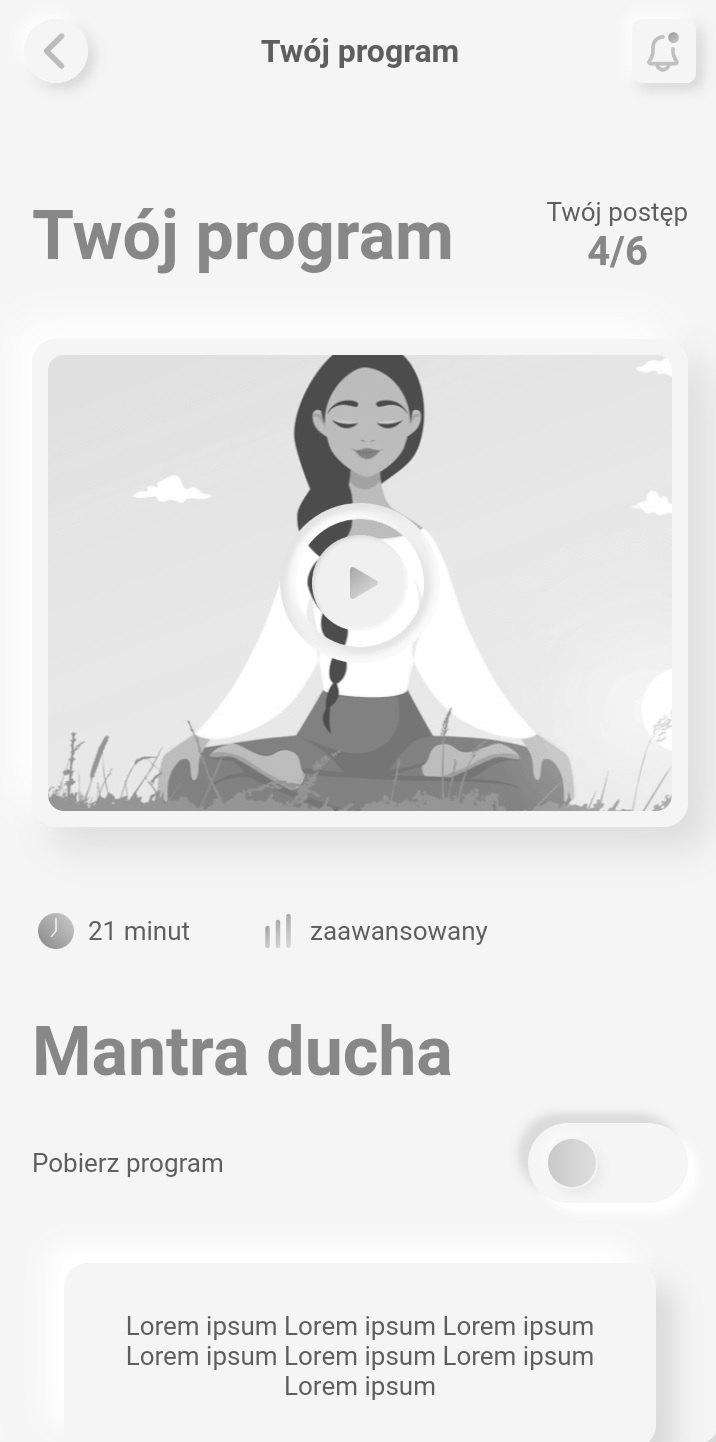 Twój program
Twój program
Twój postęp
4/6
21 minut
zaawansowany
Mantra ducha
Pobierz program
Lorem ipsum Lorem ipsum Lorem ipsum
Lorem ipsum Lorem ipsum Lorem ipsum
Lorem ipsum